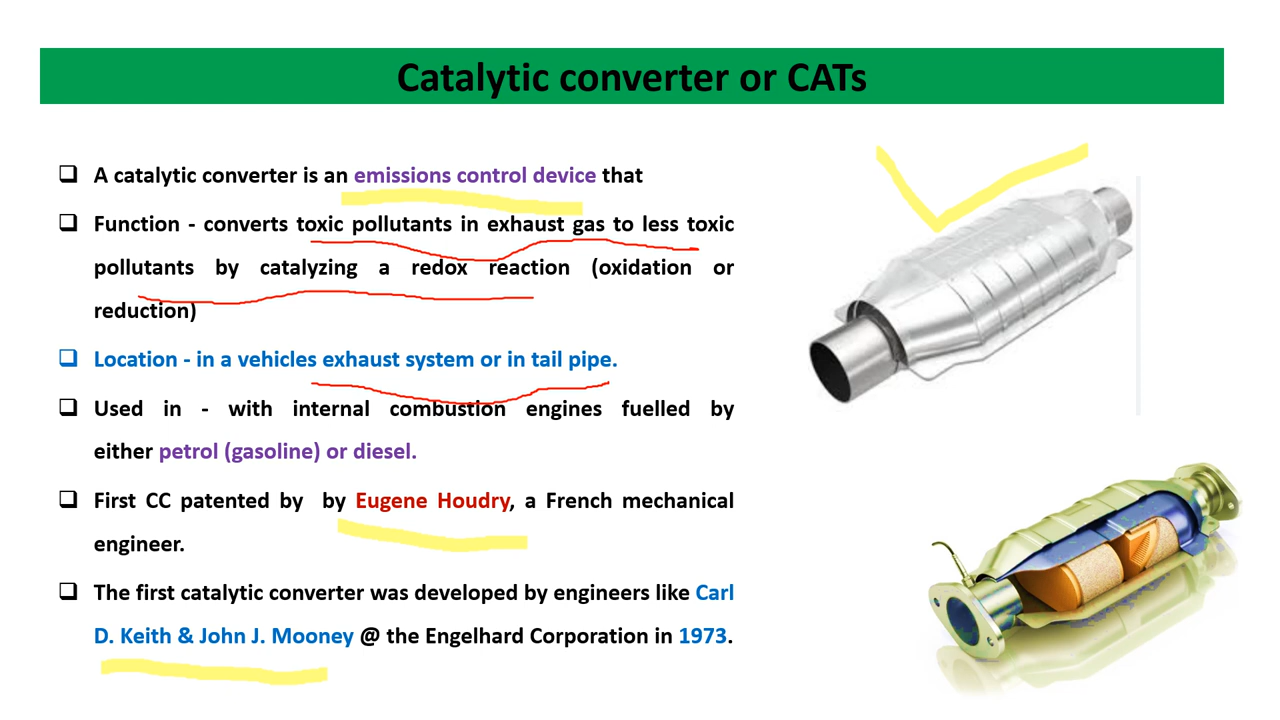 Catalytic converter or CATs
A catalytic converter is an emissions control device that
Function - converts toxic pollutants in exhaust gas to less toxic
pollutants by catalyzing a redox reaction (oxidation or
reduction)
Location - in a vehicles exhaust system or in tail pipe.
Used in - with internal combustion engines fuelled by
either petrol (gasoline) or diesel.
First CC patented by by Eugene Houdry, a French mechanical
engineer.
The first catalytic converter was developed by engineers like Carl
D. Keith & John J. Mooney @ the Engelhard Corporation in 1973.